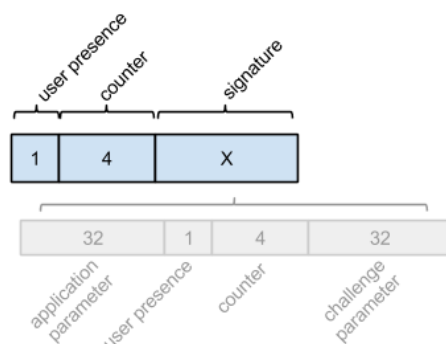 user presence
counter
signature
1
4
X
32
1
4
32
application
parameter
user presence
counter
challenge
parameter